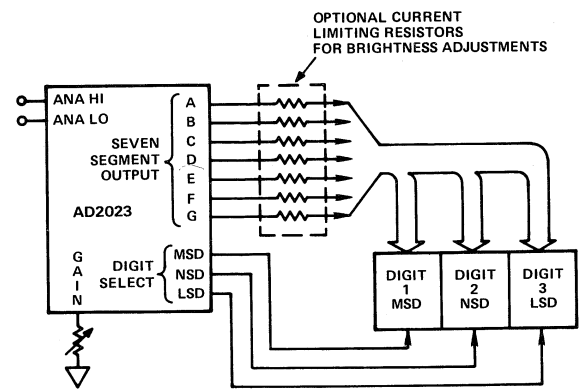 OPTIONAL CURRENT
LIMITING RESISTORS
FOR BRIGHTNESS ADJUSTMENTS
ANA HI
ANA LO
SEVEN
SEGMENT
OUTPUT
A
B
C
D
E
F
G
AD2023
GAIN
DIGIT
SELECT
MSD
NSD
LSD
DIGIT
1
MSD
DIGIT
2
NSD
DIGIT
3
LSD